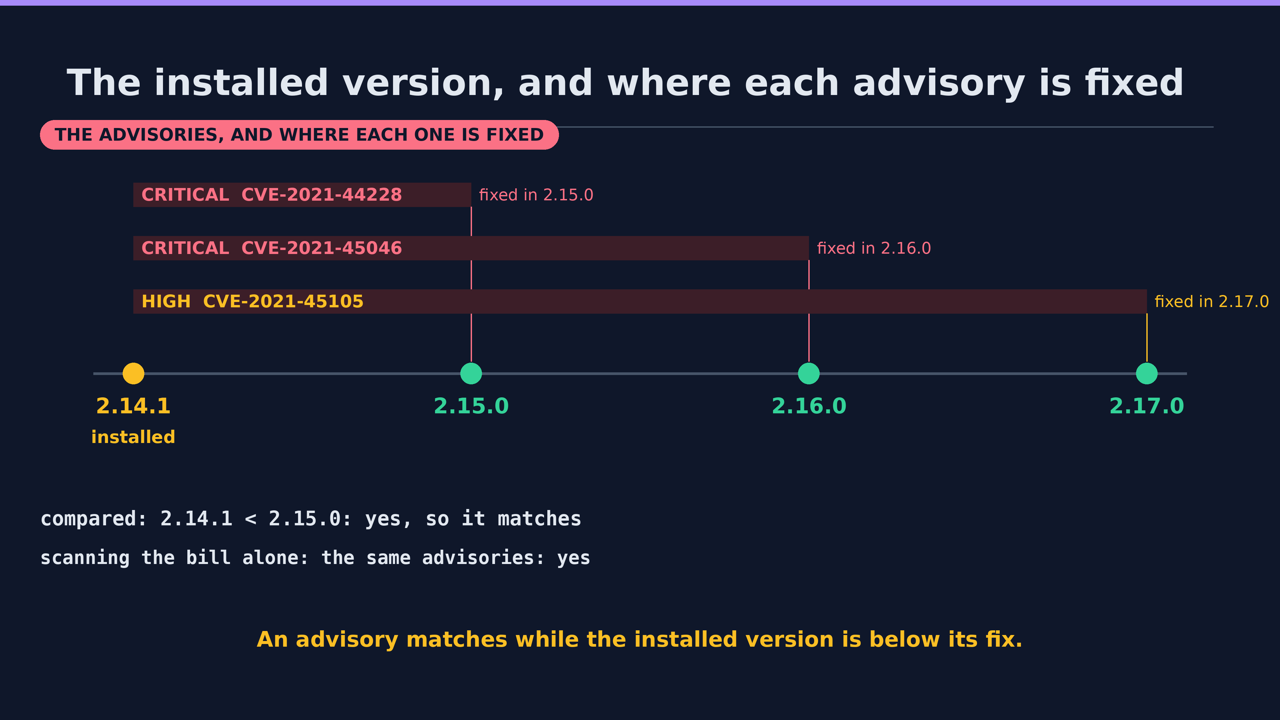 The installed version, and where each advisory is fixed
THE ADVISORIES, AND WHERE EACH ONE IS FIXED
CRITICAL CVE-2021-44228 fixed in 2.15.0
CRITICAL CVE-2021-45046 fixed in 2.16.0
HIGH CVE-2021-45105 fixed in 2.17.0
2.14.1 2.15.0 2.16.0 2.17.0
installed
compared: 2.14.1 < 2.15.0: yes, so it matches
scanning the bill alone: the same advisories: yes
An advisory matches while the installed version is below its fix.